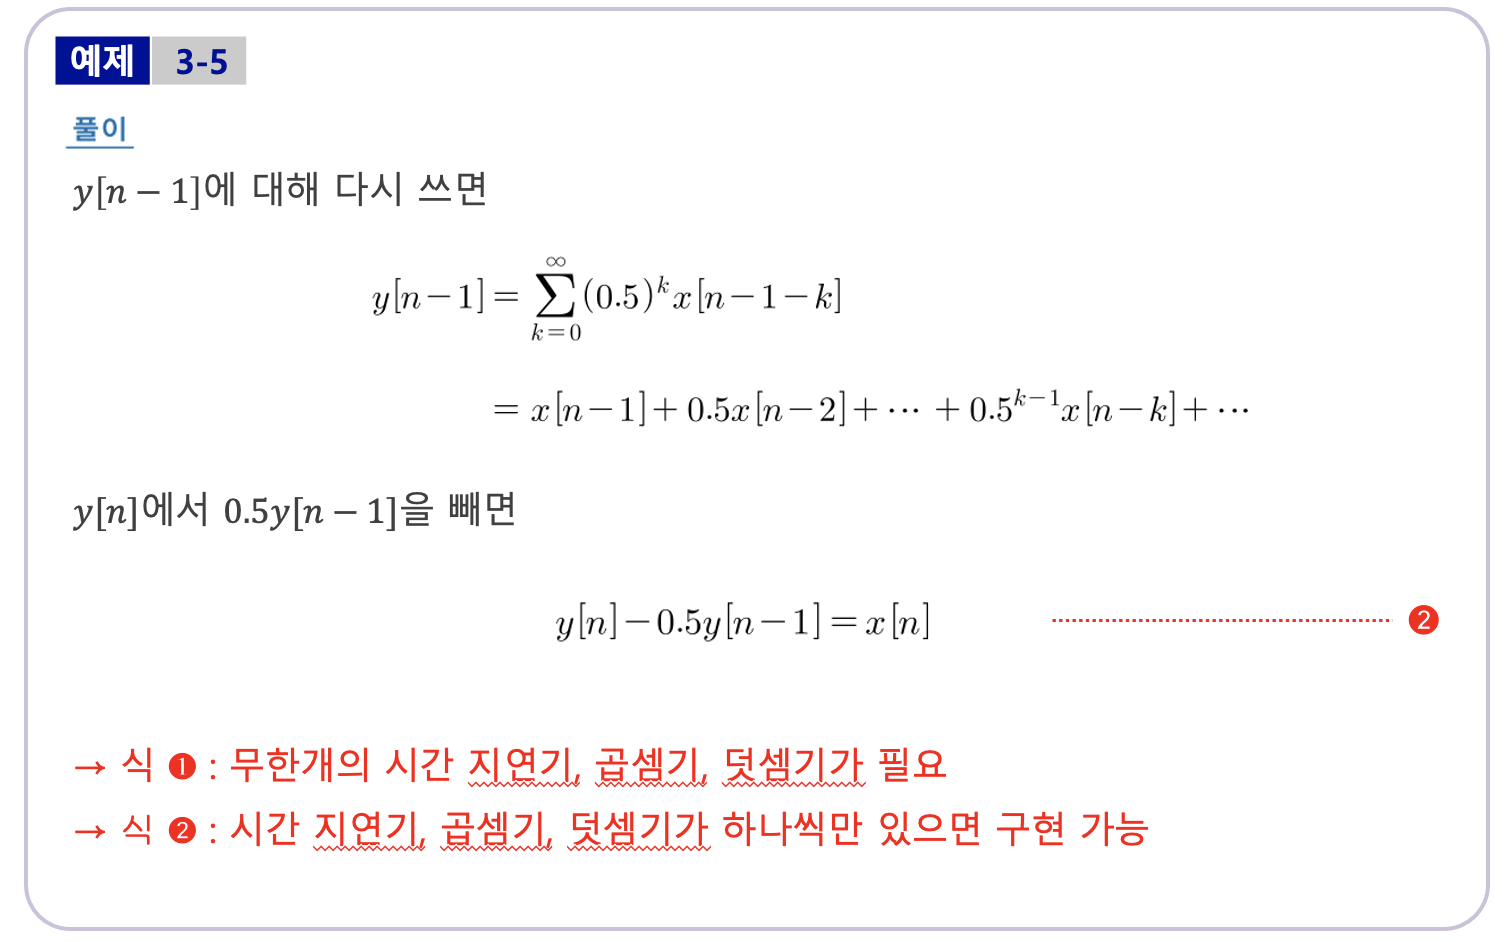 예제 3-5
풀이
y[n − 1]에 대해 다시 쓰면
y[n−1] = ∑_{k=0}^{∞} (0.5)^k x[n−1−k]
= x[n−1] + 0.5x[n−2] + ⋯ + 0.5^{k−1} x[n−k] + ⋯
y[n]에서 0.5y[n − 1]을 빼면
y[n] − 0.5y[n−1] = x[n] ❷
→ 식 ❶ : 무한개의 시간 지연기, 곱셈기, 덧셈기가 필요
→ 식 ❷ : 시간 지연기, 곱셈기, 덧셈기가 하나씩만 있으면 구현 가능